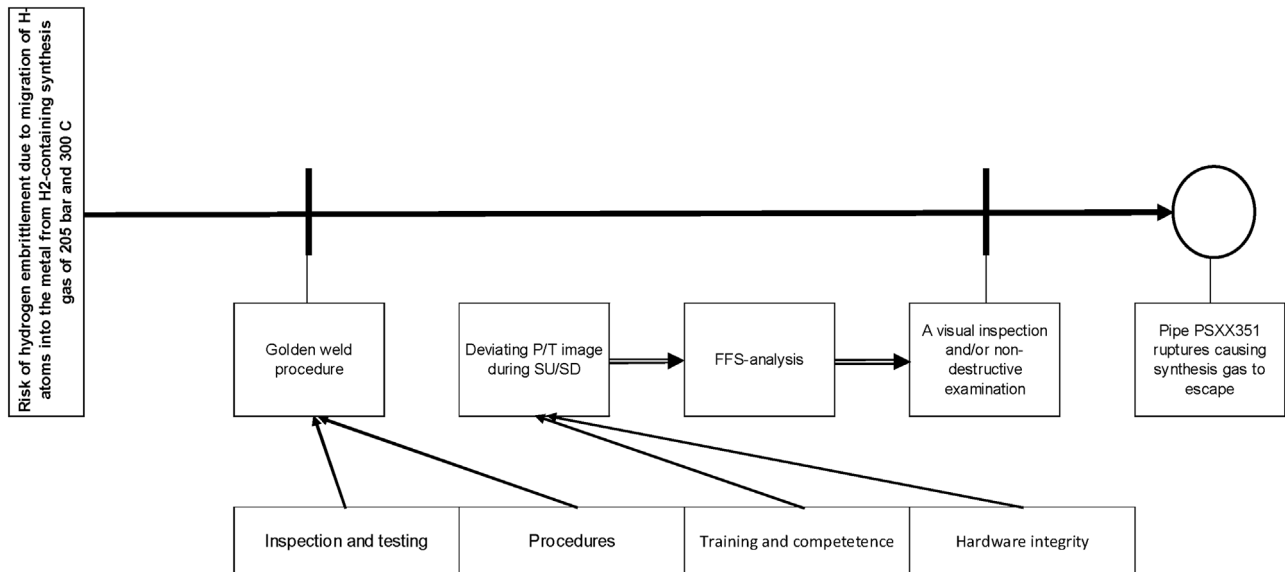 Risk of hydrogen embrittlement due to migration of H-
atoms into the metal from H2-containing synthesis
gas of 205 bar and 300 C
Golden weld
procedure
Deviating P/T image
during SU/SD
FFS-analysis
A visual inspection
and/or non-
destructive
examination
Pipe PSXX351
ruptures causing
synthesis gas to
escape
Inspection and testing
Procedures
Training and competetence
Hardware integrity